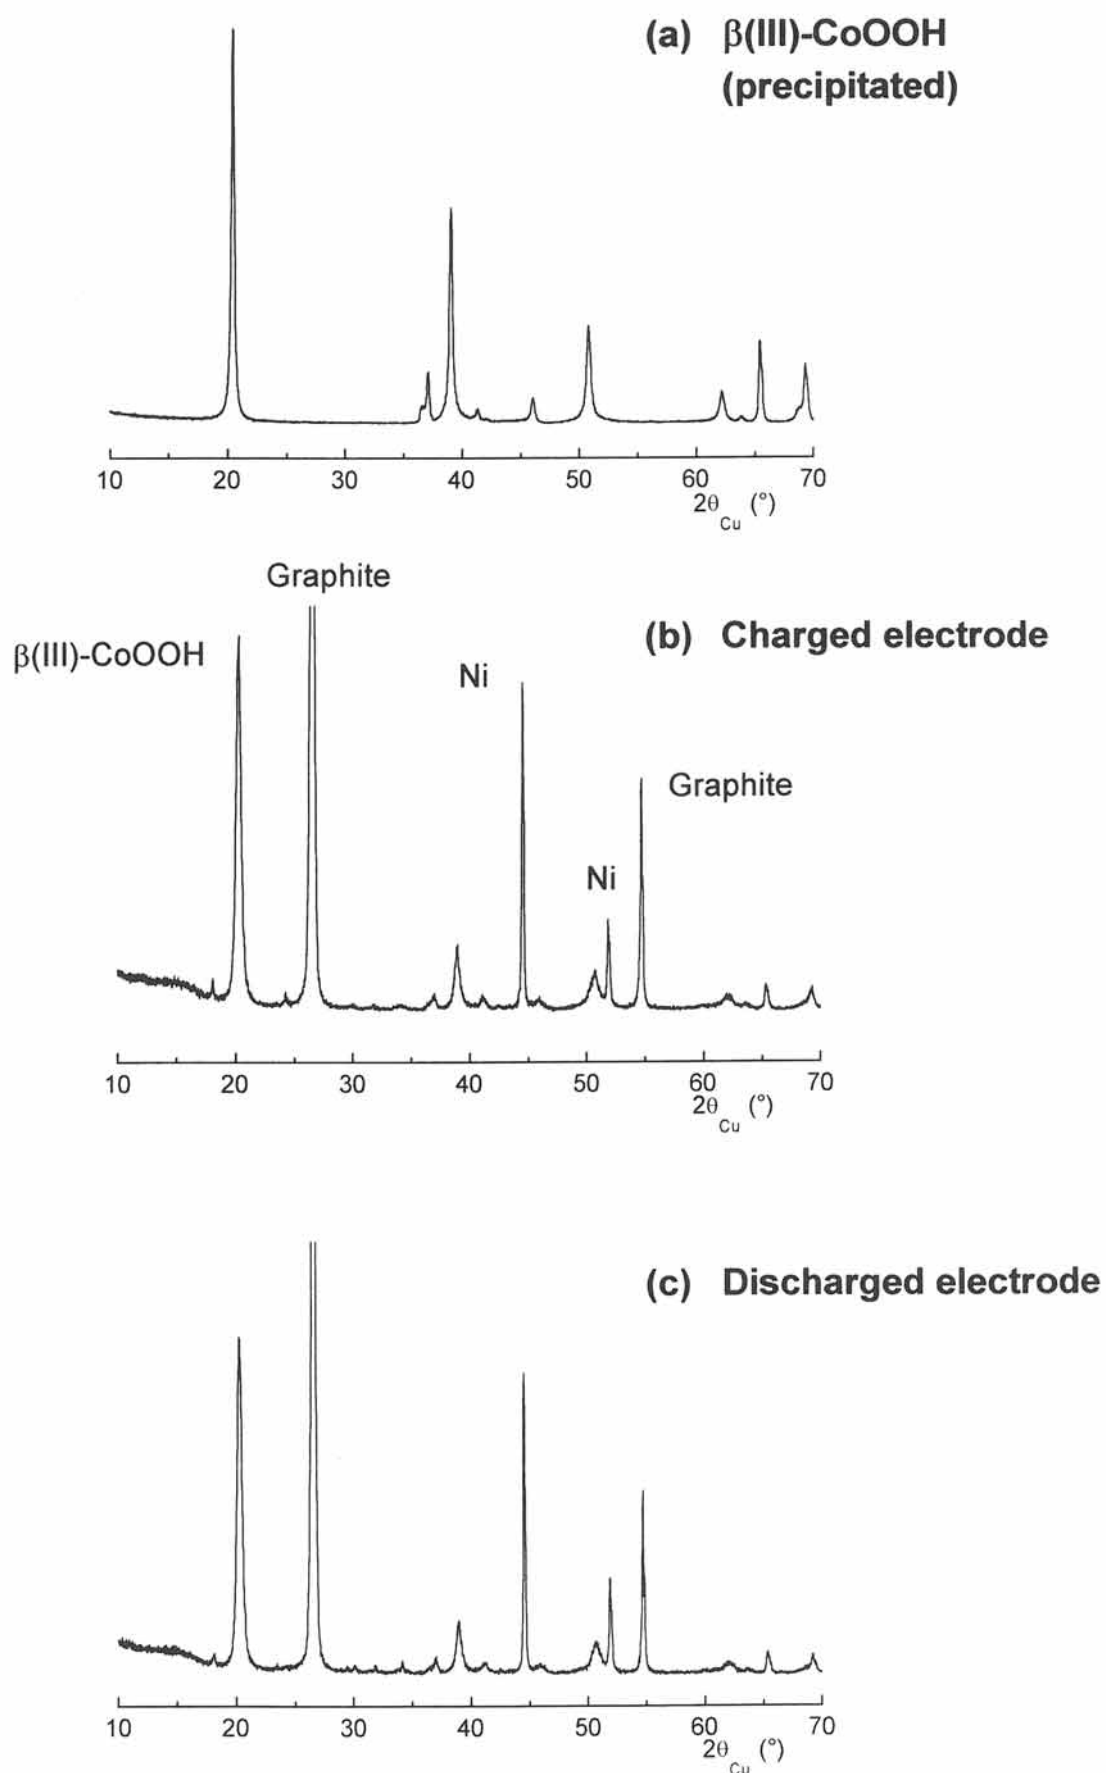 (a) β(III)-CoOOH
(precipitated)
10 20 30 40 50 60 70
2θCu (°)
Graphite
β(III)-CoOOH
(b) Charged electrode
Ni
Graphite
Ni
10 20 30 40 50 60 70
2θCu (°)
(c) Discharged electrode
10 20 30 40 50 60 70
2θCu (°)